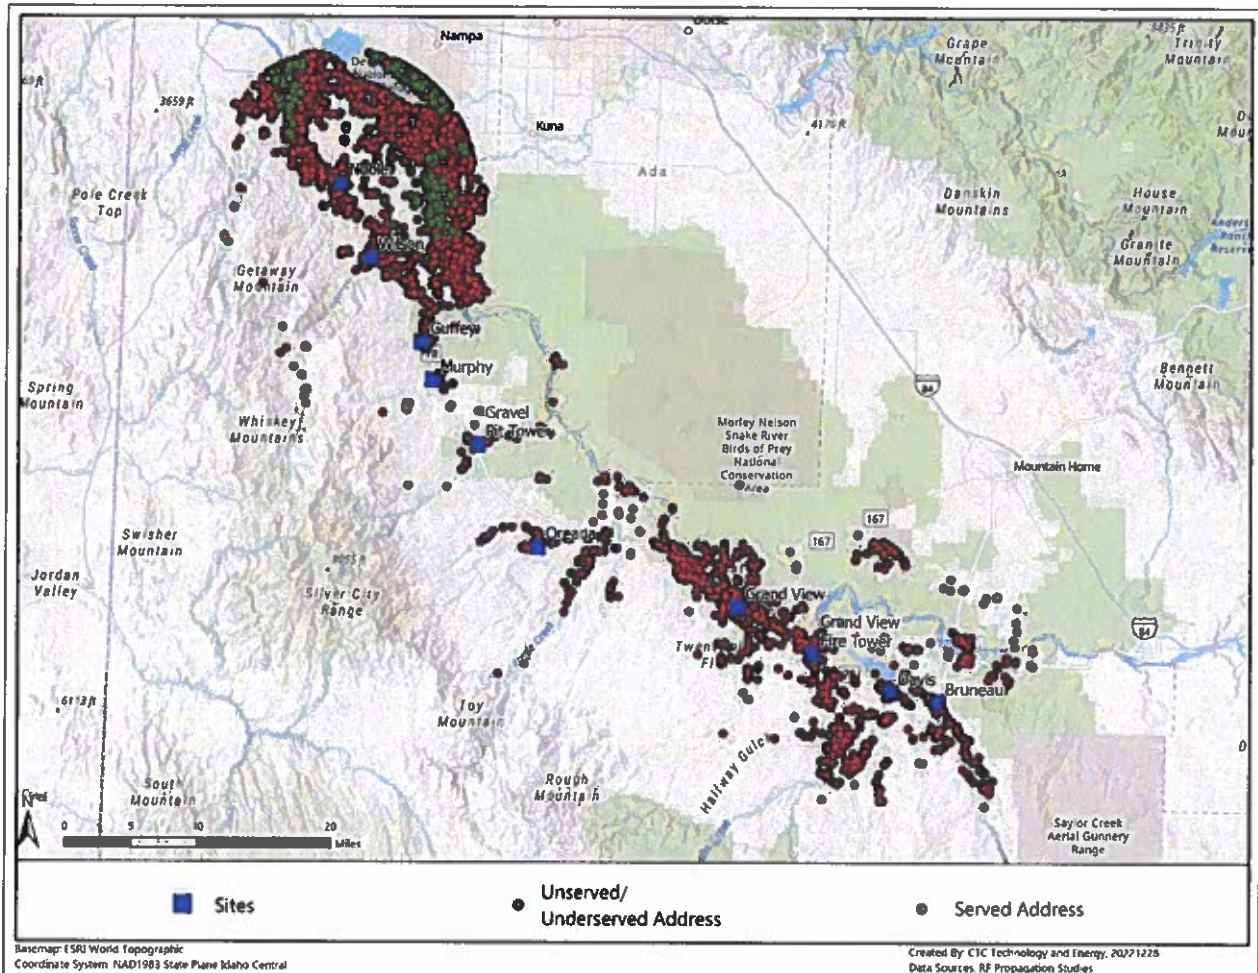 Nampa
Grape
Mountain
Trinity
Mountain
3659 ft
Kuna
Ada
Pole Creek
Top
Danskin
Mountains
House
Mountain
Granite
Mountain
Wilson
Getaway
Mountain
Guffey
Murphy
84
Bennett
Mountain
Spring
Mountain
Whiskey
Mountains
Gravel
Pit Tower
Morley Nelson
Snake River
Birds of Prey
National
Conservation
Area
Mountain Home
167
167
Swisher
Mountain
Oreana
Jordan
Valley
Silver City
Range
Grand View
Grand View
Fire Tower
84
Davis
Bruneau
Toy
Mountain
South
Mountain
Rough
Mountain
Halfway Gulch
Saylor Creek
Aerial Gunnery
Range
N
0 5 10 20
Miles
Sites
Unserved/
Underserved Address
Served Address
Basemap: ESRI World Topographic
Coordinate System: NAD1983 State Plane Idaho Central
Created By: CTC Technology and Energy, 20221228
Data Sources: RF Propagation Studies